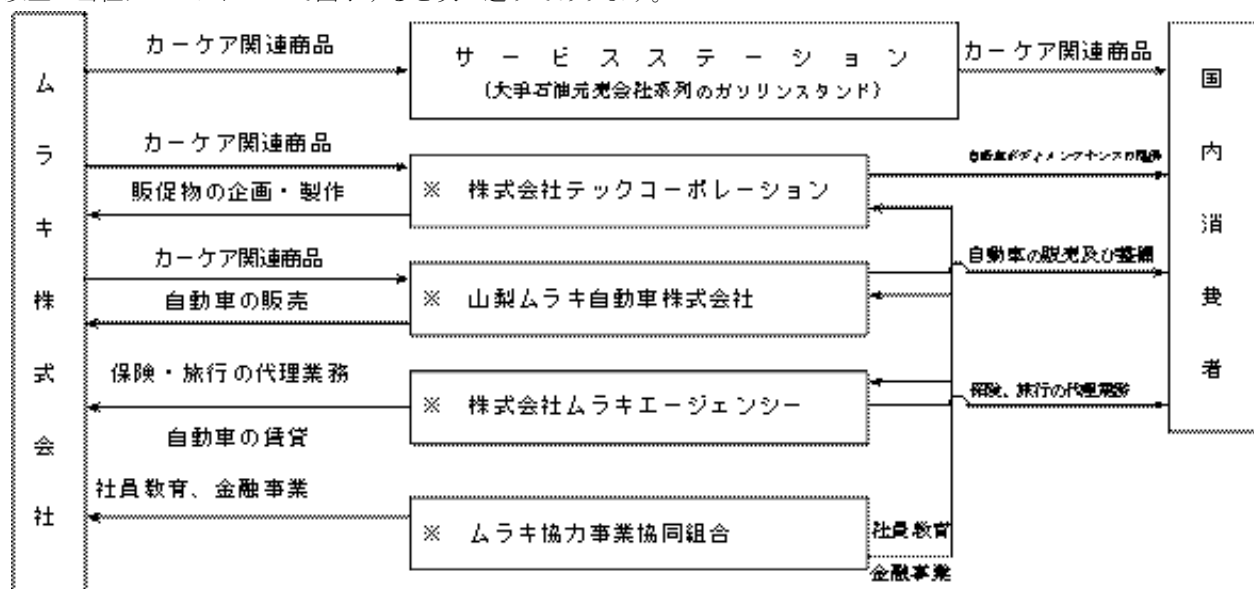 ムラキ株式会社
カーケア関連商品
サービスステーション
(大手石油元売会社系列のガソリンスタンド)
カーケア関連商品
国内消費者
カーケア関連商品
販促物の企画・製作
※ 株式会社テックコーポレーション
カーケア関連商品
自動車の販売
※ 山梨ムラキ自動車株式会社
自動車の販売及び整備
保険・旅行の代理業務
自動車の賃貸
※ 株式会社ムラキエージェンシー
保険、旅行の代理業務
社員教育、金融事業
※ ムラキ協力事業協同組合
社員教育
金融事業